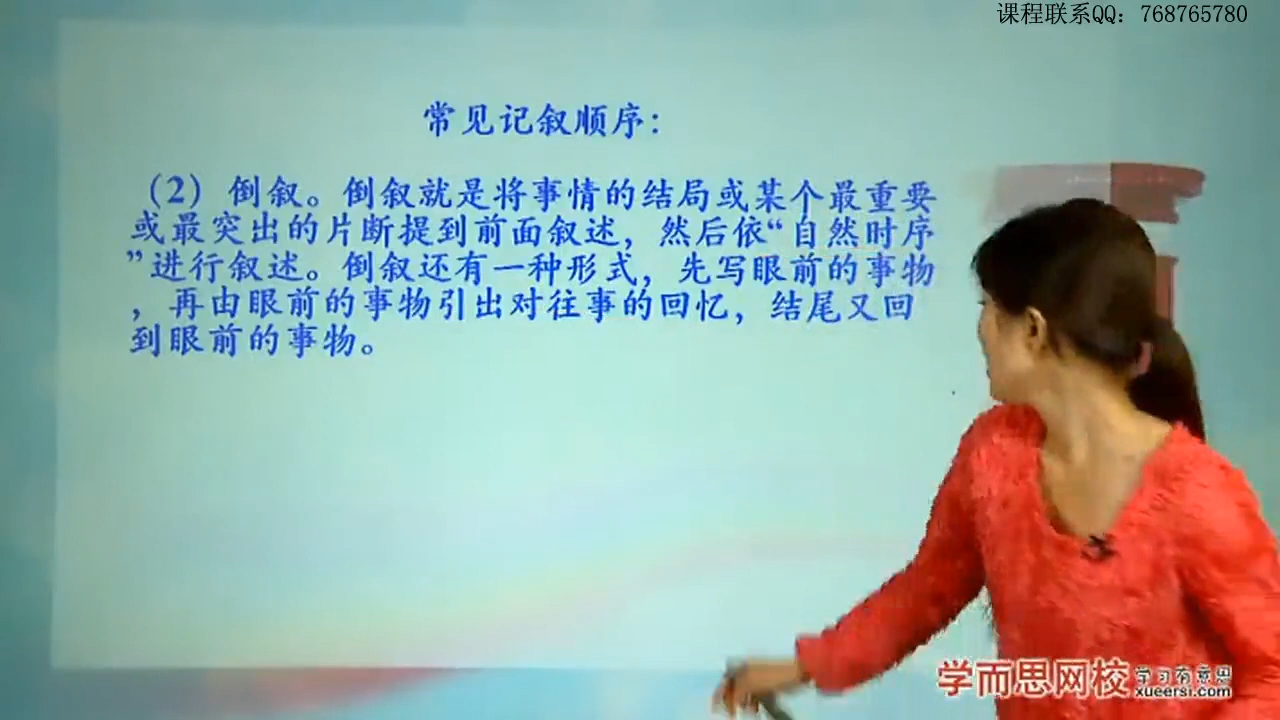 课程联系QQ：768765780
常见记叙顺序：
（2）倒叙。倒叙就是将事情的结局或某个最重要
或最突出的片断提到前面叙述，然后依“自然时序
”进行叙述。倒叙还有一种形式，先写眼前的事物
，再由眼前的事物引出对往事的回忆，结尾又回
到眼前的事物。
学而思网校 学习有意思
xueersi.com